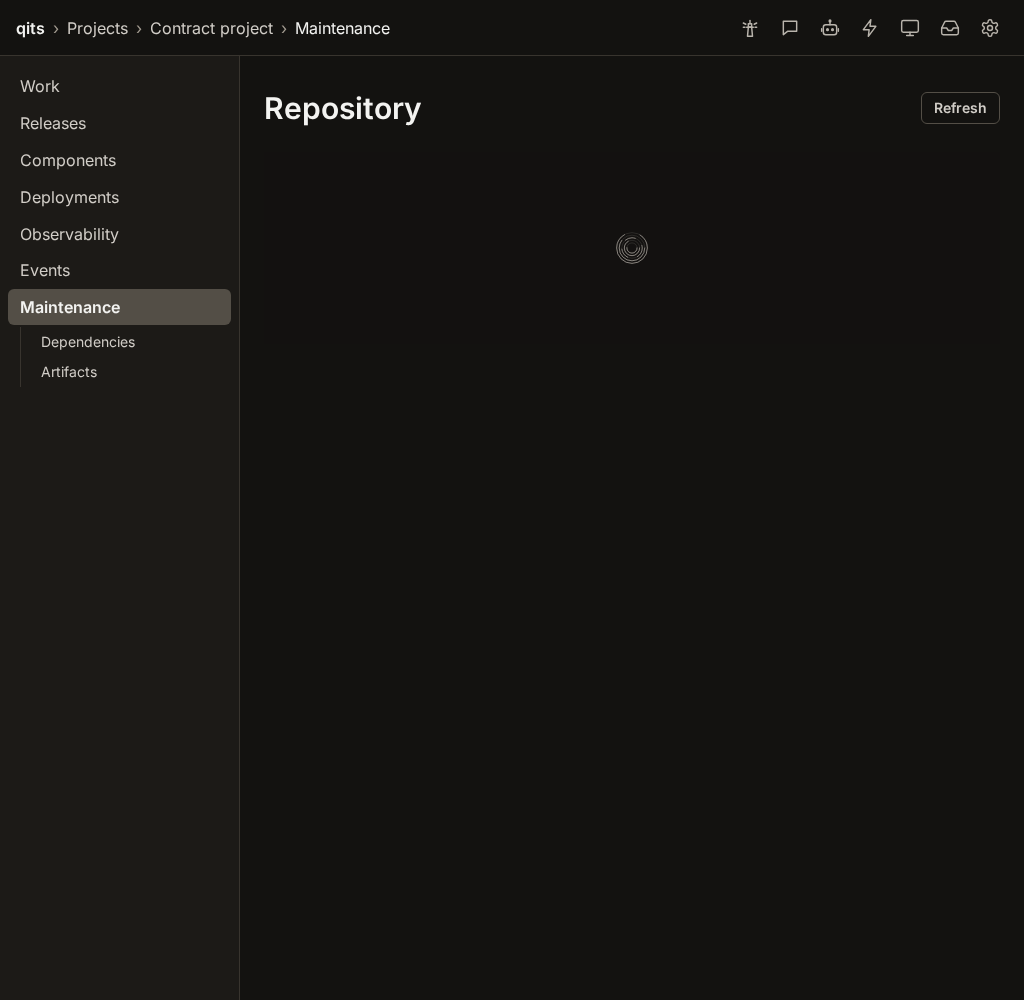 qits › Projects › Contract project › Maintenance
Work
Releases
Components
Deployments
Observability
Events
Maintenance
Dependencies
Artifacts
Repository
Refresh